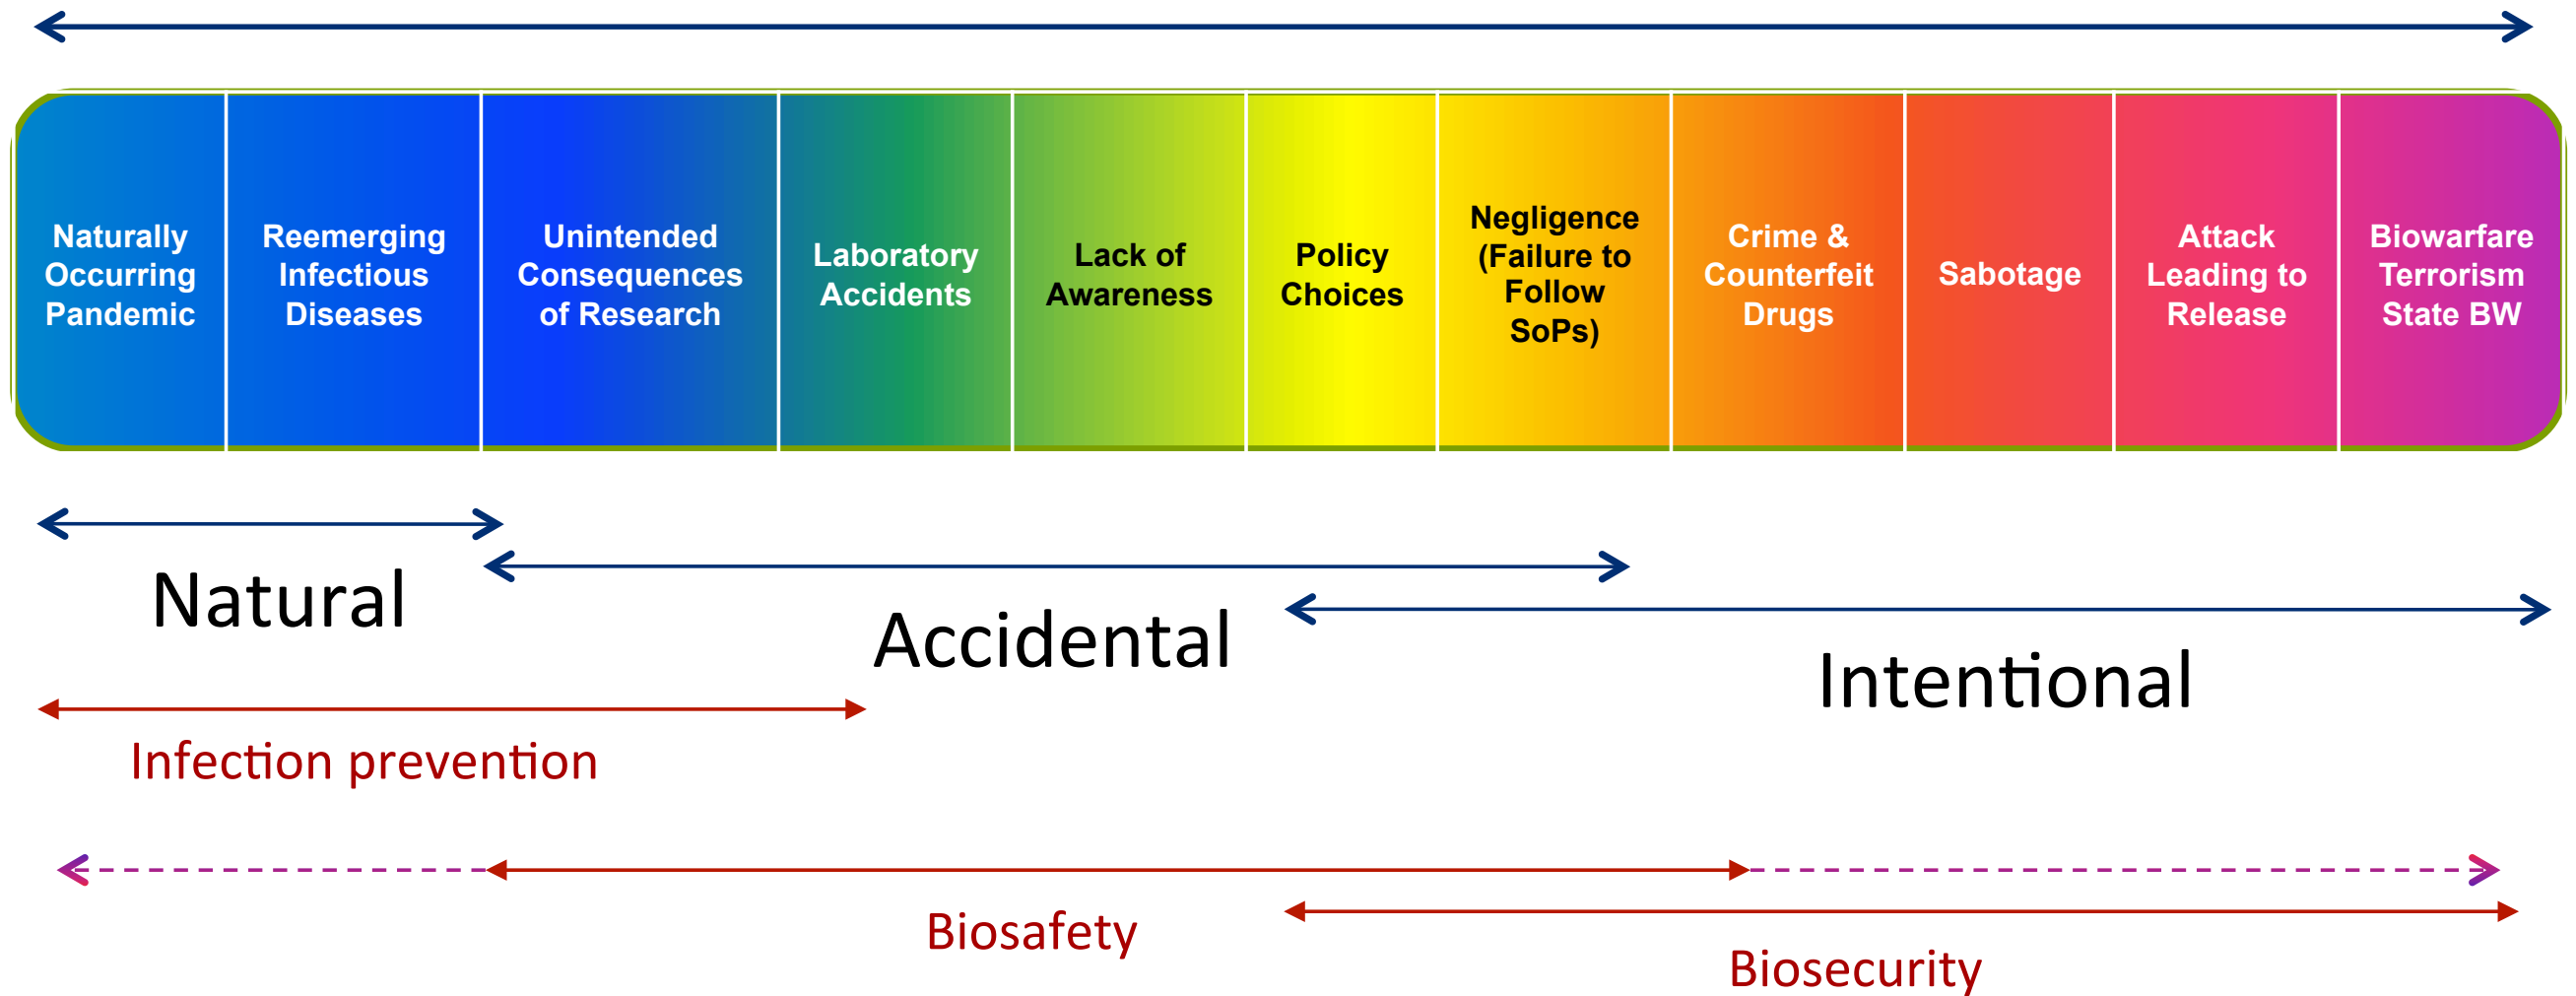 Naturally
Occurring
Pandemic
Reemerging
Infectious
Diseases
Unintended
Consequences
of Research
Laboratory
Accidents
Lack of
Awareness
Policy
Choices
Negligence
(Failure to
Follow
SoPs)
Crime &
Counterfeit
Drugs
Sabotage
Attack
Leading to
Release
Biowarfare
Terrorism
State BW
Natural
Accidental
Intentional
Infection prevention
Biosafety
Biosecurity